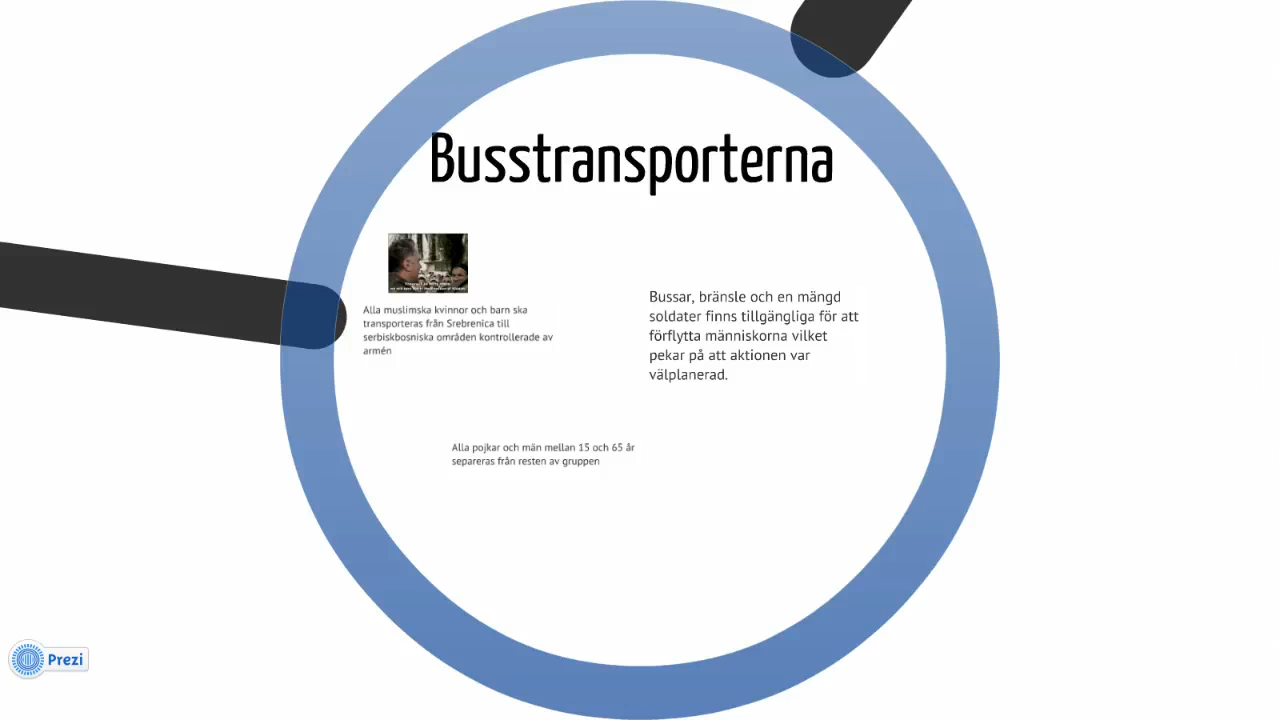 Busstransporterna
Alla muslimska kvinnor och barn ska
transporteras från Srebrenica till
serbiskbosniska områden kontrollerade av
armén
Bussar, bränsle och en mängd
soldater finns tillgängliga för att
förflytta människorna vilket
pekar på att aktionen var
välplanerad.
Alla pojkar och män mellan 15 och 65 år
separeras från resten av gruppen
Prezi